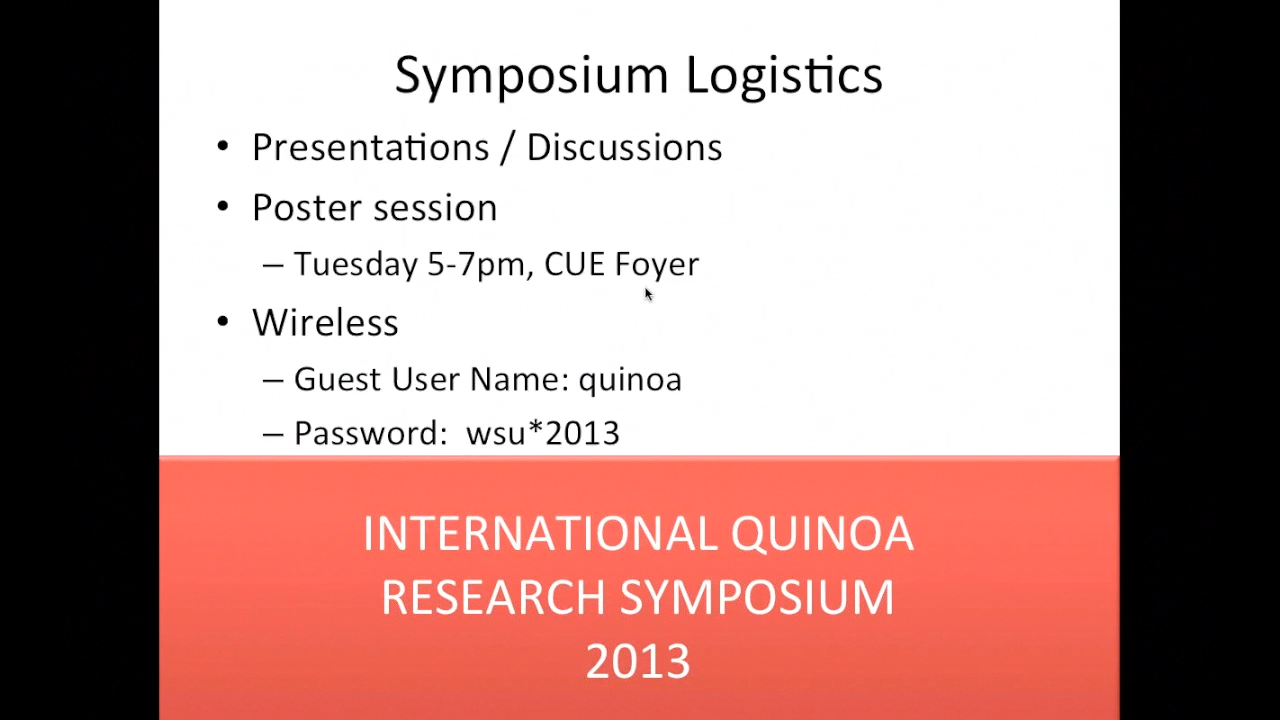 Symposium Logistics
• Presentations / Discussions
• Poster session
– Tuesday 5-7pm, CUE Foyer
• Wireless
– Guest User Name: quinoa
– Password:  wsu*2013
INTERNATIONAL QUINOA
RESEARCH SYMPOSIUM
2013